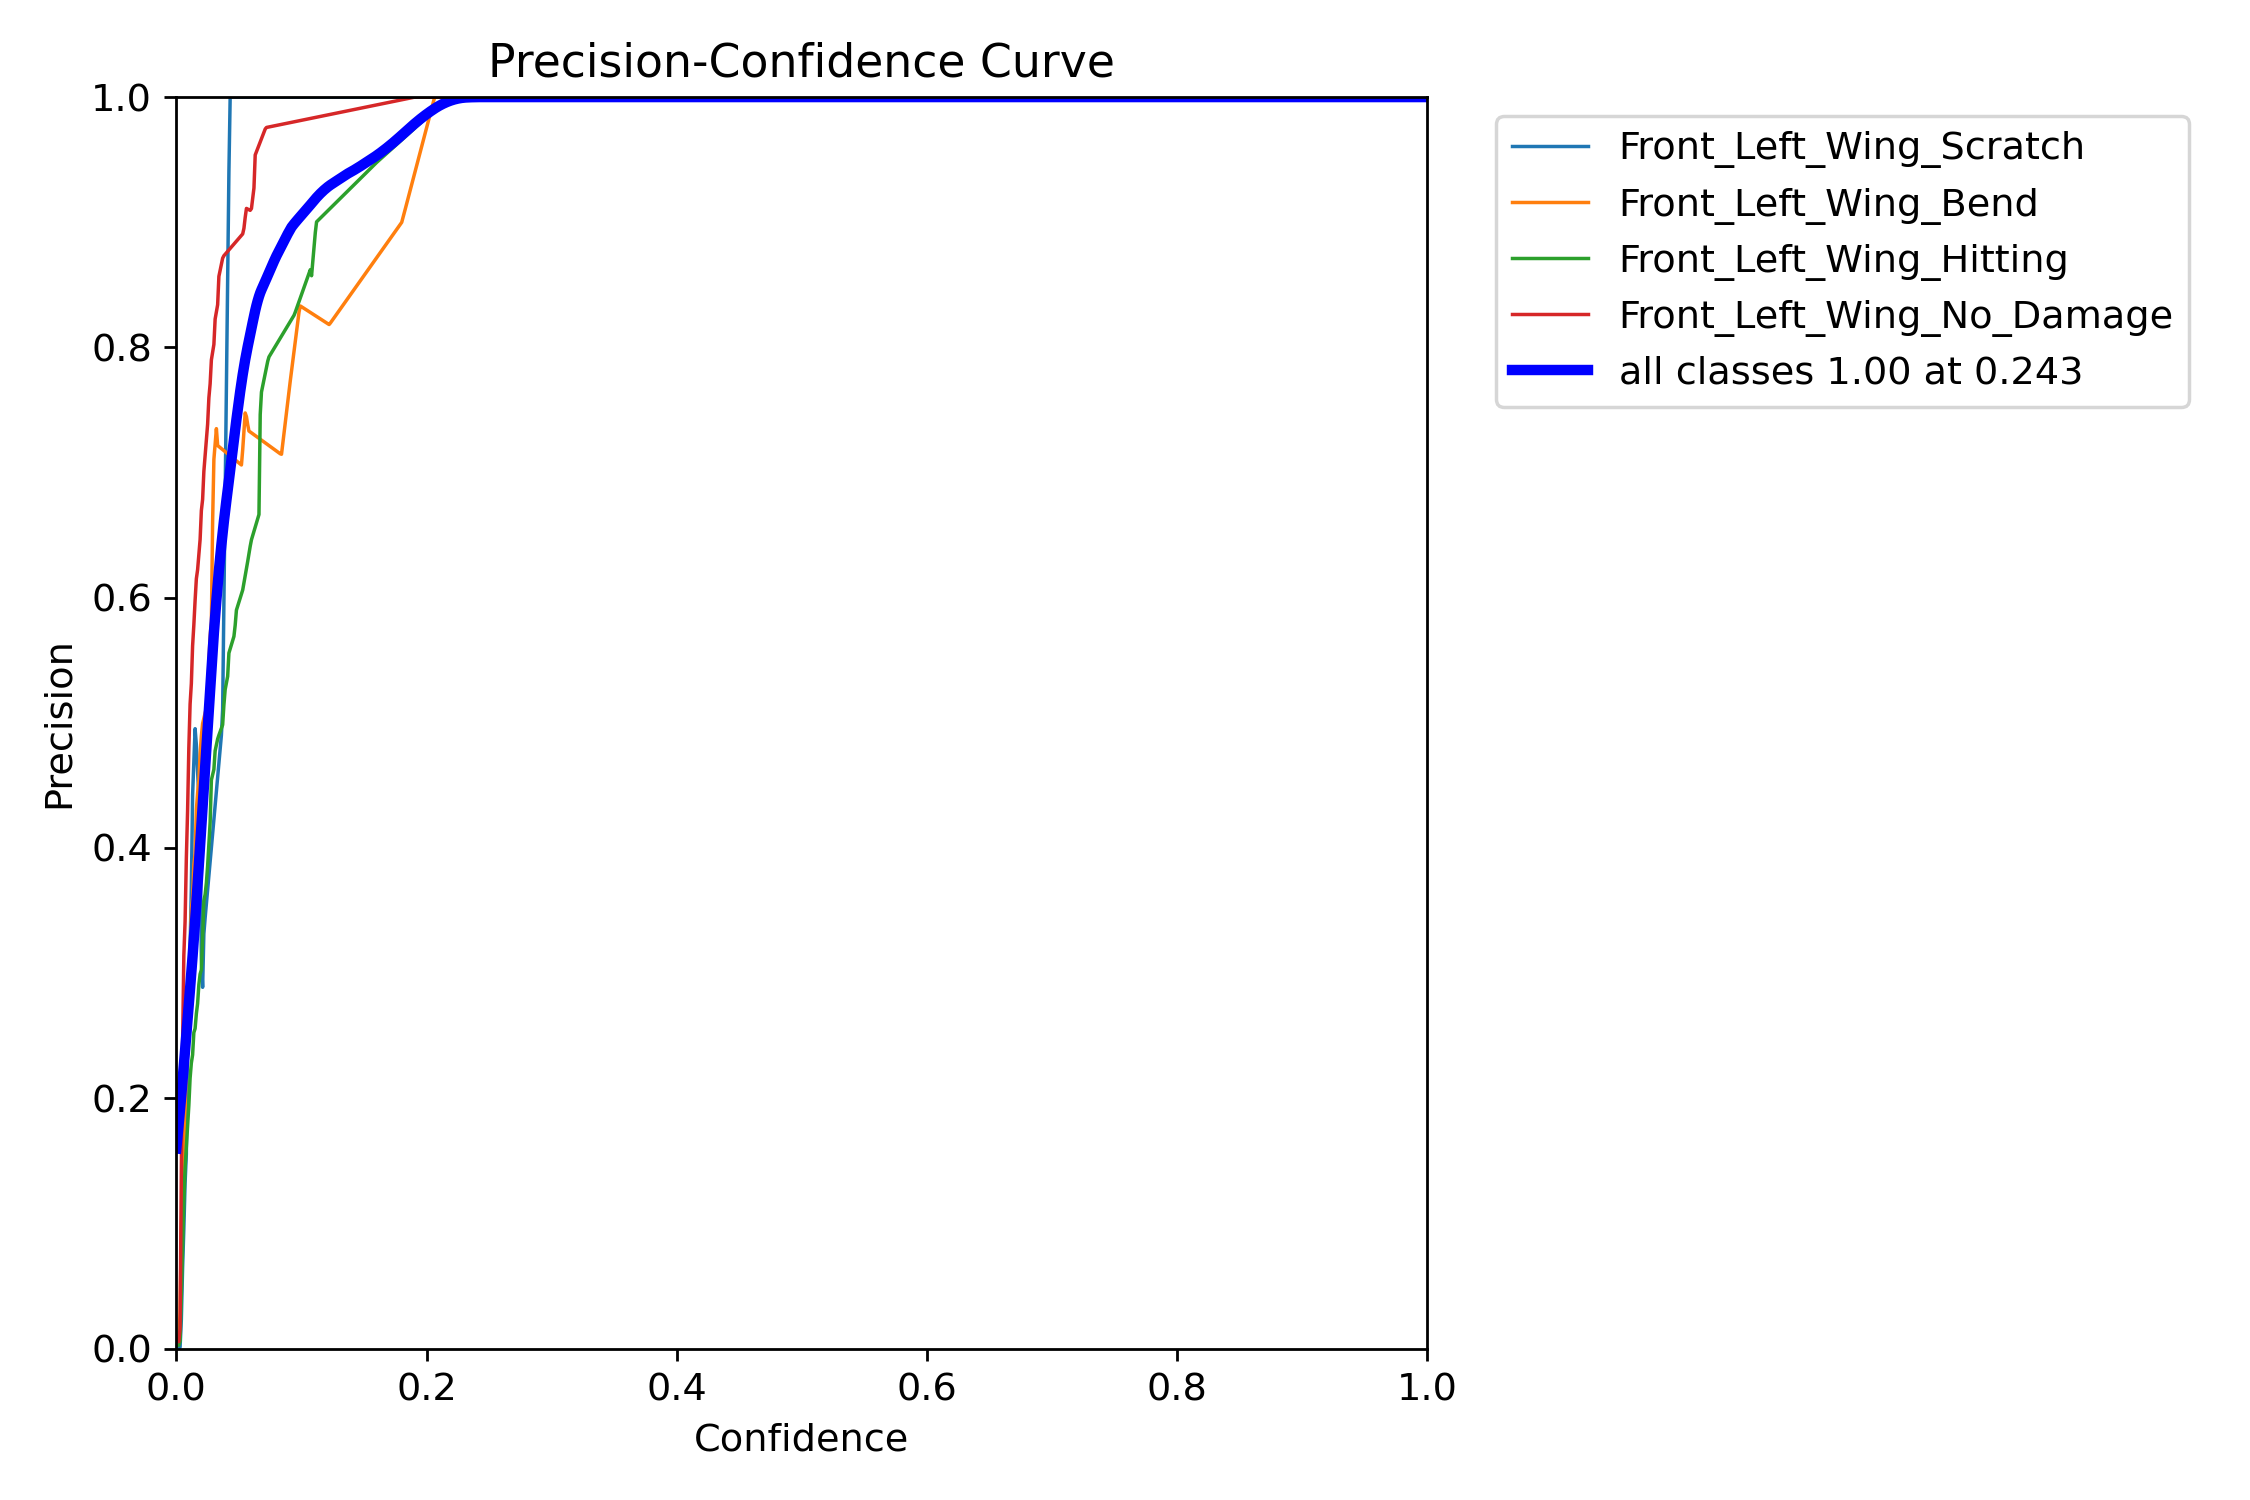 Precision-Confidence Curve
1.0
0.8
0.6
0.4
0.2
0.0
Precision
0.0 0.2 0.4 0.6 0.8 1.0
Confidence
Front_Left_Wing_Scratch
Front_Left_Wing_Bend
Front_Left_Wing_Hitting
Front_Left_Wing_No_Damage
all classes 1.00 at 0.243